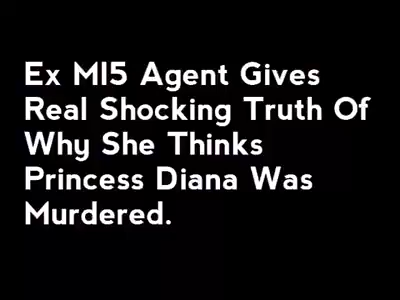 Ex MI5 Agent Gives
Real Shocking Truth Of
Why She Thinks
Princess Diana Was
Murdered.